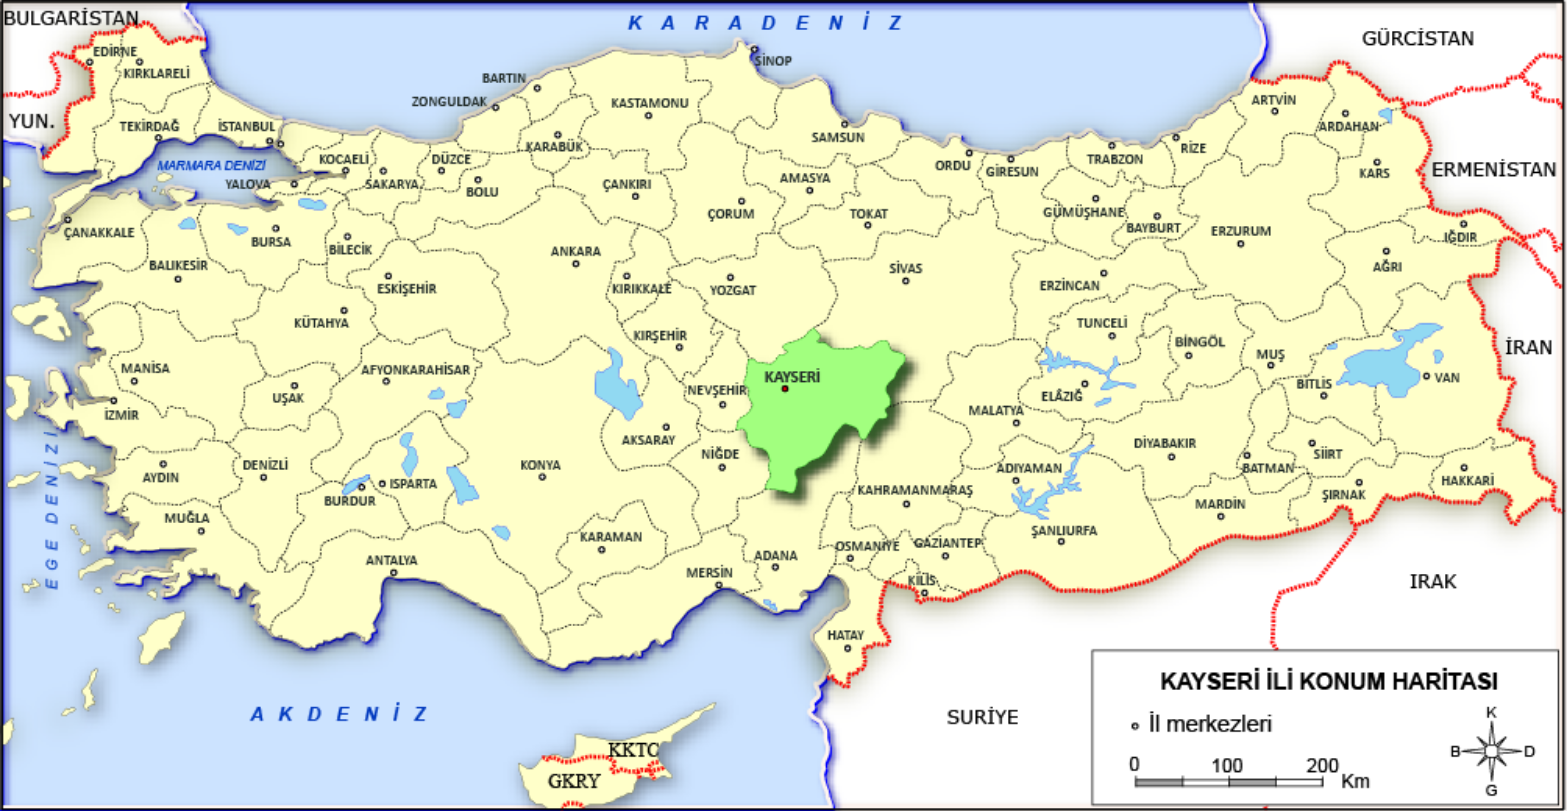 BULGARİSTAN
K A R A D E N İ Z
GÜRCİSTAN
EDİRNE
KIRKLARELİ
SİNOP
BARTIN
ZONGULDAK
KASTAMONU
ARTVİN
YUN.
TEKİRDAĞ
İSTANBUL
SAMSUN
ARDAHAN
KARABÜK
RİZE
MARMARA DENİZİ
KOCAELİ
DÜZCE
ORDU
GİRESUN
TRABZON
KARS
ERMENİSTAN
YALOVA
SAKARYA
BOLU
ÇANKIRI
AMASYA
ÇORUM
TOKAT
GÜMÜŞHANE
BAYBURT
ERZURUM
ÇANAKKALE
BURSA
BİLECİK
IĞDIR
BALIKESİR
ANKARA
SİVAS
AĞRI
ESKİŞEHİR
KIRIKKALE
YOZGAT
ERZİNCAN
KÜTAHYA
KIRŞEHİR
TUNCELİ
BİNGÖL
MUŞ
İRAN
MANİSA
AFYONKARAHİSAR
KAYSERİ
BİTLİS
VAN
UŞAK
NEVŞEHİR
ELÂZIĞ
İZMİR
AKSARAY
MALATYA
DİYABAKIR
NİĞDE
SİİRT
AYDIN
DENİZLİ
KONYA
ADIYAMAN
BATMAN
ISPARTA
BURDUR
KAHRAMANMARAŞ
ŞIRNAK
HAKKARİ
MARDİN
MUĞLA
EGE DENİZİ
KARAMAN
OSMANİYE
GAZİANTEP
ŞANLIURFA
ANTALYA
ADANA
MERSİN
KİLİS
IRAK
HATAY
A K D E N İ Z
SURİYE
KKTC
GKRY
KAYSERİ İLİ KONUM HARİTASI
İl merkezleri
0 100 200
Km
K
B D
G